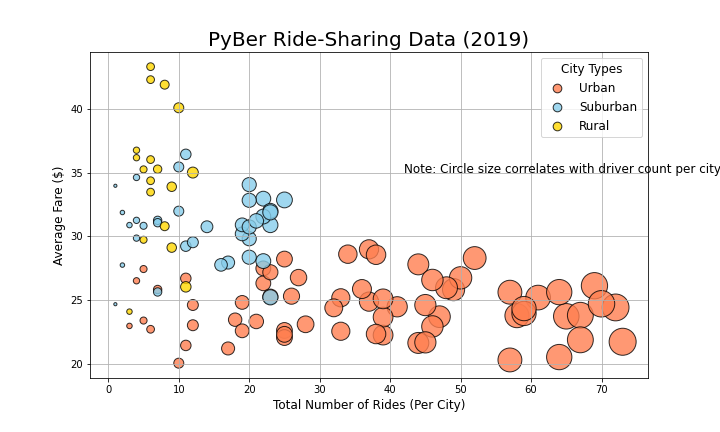 PyBer Ride-Sharing Data (2019)
City Types
Urban
Suburban
Rural
Note: Circle size correlates with driver count per city
40
35
30
25
20
Average Fare ($)
0 10 20 30 40 50 60 70
Total Number of Rides (Per City)